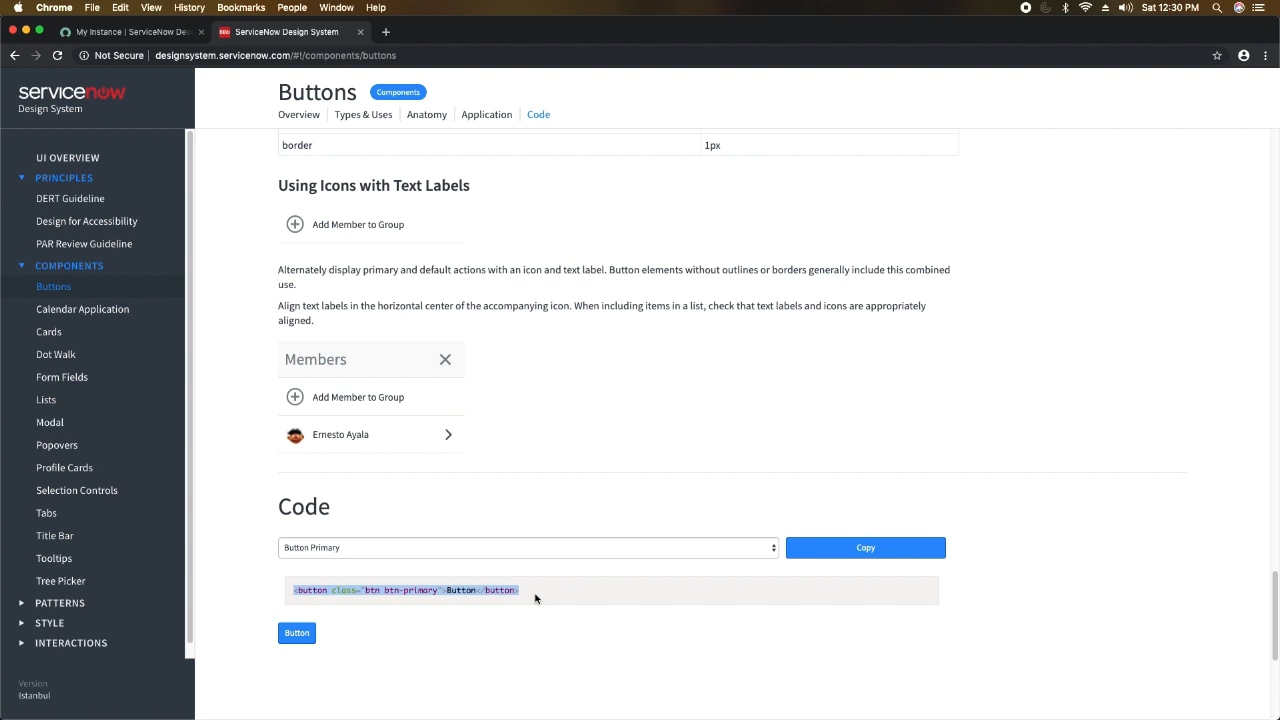 Chrome File Edit View History Bookmarks People Window Help
Sat 12:30 PM
My Instance | ServiceNow Dev
ServiceNow Design System
Not Secure | designsystem.servicenow.com/#!/components/buttons
servicenow
Design System
UI OVERVIEW
PRINCIPLES
DERT Guideline
Design for Accessibility
PAR Review Guideline
COMPONENTS
Buttons
Calendar Application
Cards
Dot Walk
Form Fields
Lists
Modal
Popovers
Profile Cards
Selection Controls
Tabs
Title Bar
Tooltips
Tree Picker
PATTERNS
STYLE
INTERACTIONS
Version
Istanbul
Buttons Components
Overview Types & Uses Anatomy Application Code
border 1px
Using Icons with Text Labels
Add Member to Group
Alternately display primary and default actions with an icon and text label. Button elements without outlines or borders generally include this combined
use.
Align text labels in the horizontal center of the accompanying icon. When including items in a list, check that text labels and icons are appropriately
aligned.
Members
Add Member to Group
Ernesto Ayala
Code
Button Primary Copy
<button class="btn btn-primary">Button</button>
Button